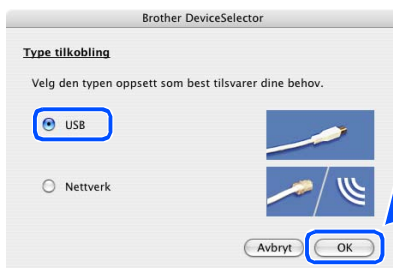 Brother DeviceSelector
Type tilkobling
Velg den typen oppsett som best tilsvarer dine behov.
USB
Nettverk
Avbryt OK